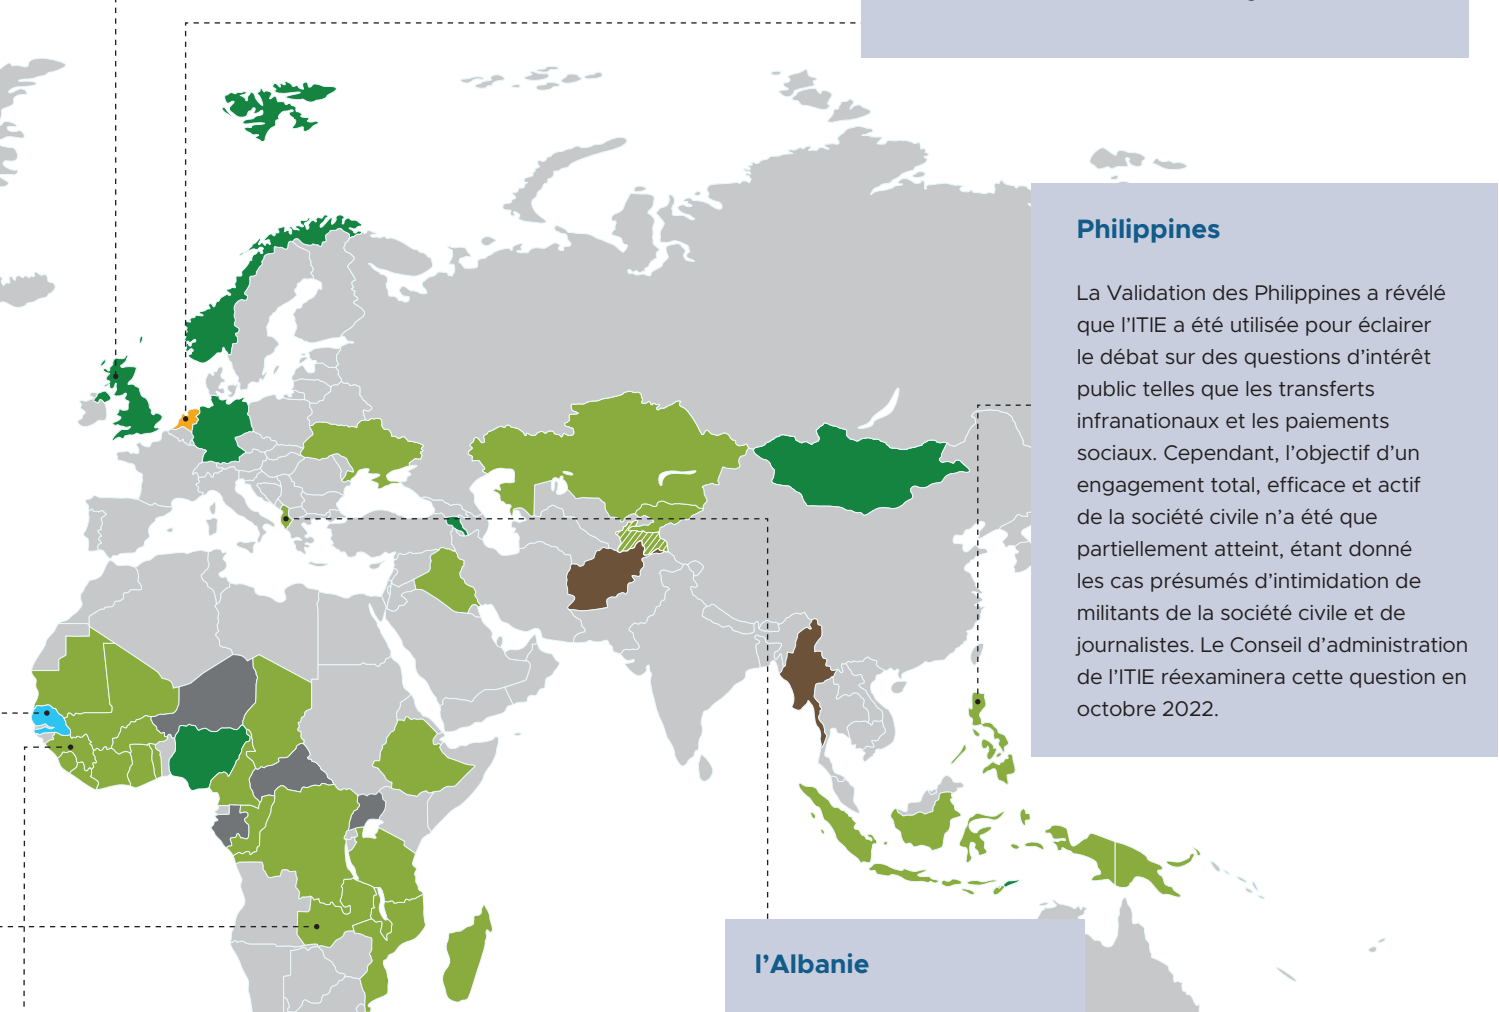 Philippines
La Validation des Philippines a révélé
que l’ITIE a été utilisée pour éclairer
le débat sur des questions d’intérêt
public telles que les transferts
infranationaux et les paiements
sociaux. Cependant, l’objectif d’un
engagement total, efficace et actif
de la société civile n’a été que
partiellement atteint, étant donné
les cas présumés d’intimidation de
militants de la société civile et de
journalistes. Le Conseil d’administration
de l’ITIE réexaminera cette question en
octobre 2022.
l’Albanie